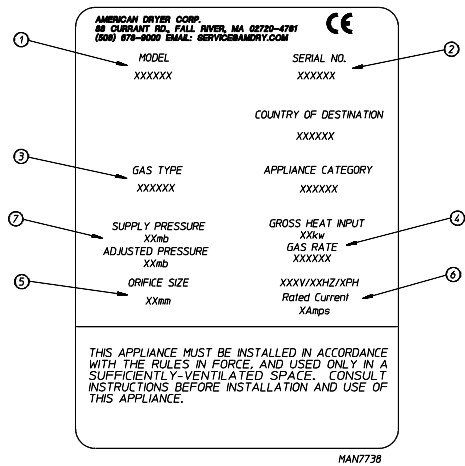 AMERICAN DRYER CORP.
88 CURRANT RD., FALL RIVER, MA 02720-4781
(508) 678-9000 EMAIL: SERVICE@AMDRY.COM
CE
1
MODEL
XXXXXX
SERIAL NO.
XXXXXX
2
COUNTRY OF DESTINATION
XXXXXX
3
GAS TYPE
XXXXXX
APPLIANCE CATEGORY
XXXXXX
7
SUPPLY PRESSURE
XXmb
ADJUSTED PRESSURE
XXmb
GROSS HEAT INPUT
XXkw
GAS RATE
XXXXXX
4
5
ORIFICE SIZE
XXmm
XXXV/XXHZ/XPH
Rated Current
XAmps
6
THIS APPLIANCE MUST BE INSTALLED IN ACCORDANCE
WITH THE RULES IN FORCE, AND USED ONLY IN A
SUFFICIENTLY-VENTILATED SPACE. CONSULT
INSTRUCTIONS BEFORE INSTALLATION AND USE OF
THIS APPLIANCE.
MAN7738